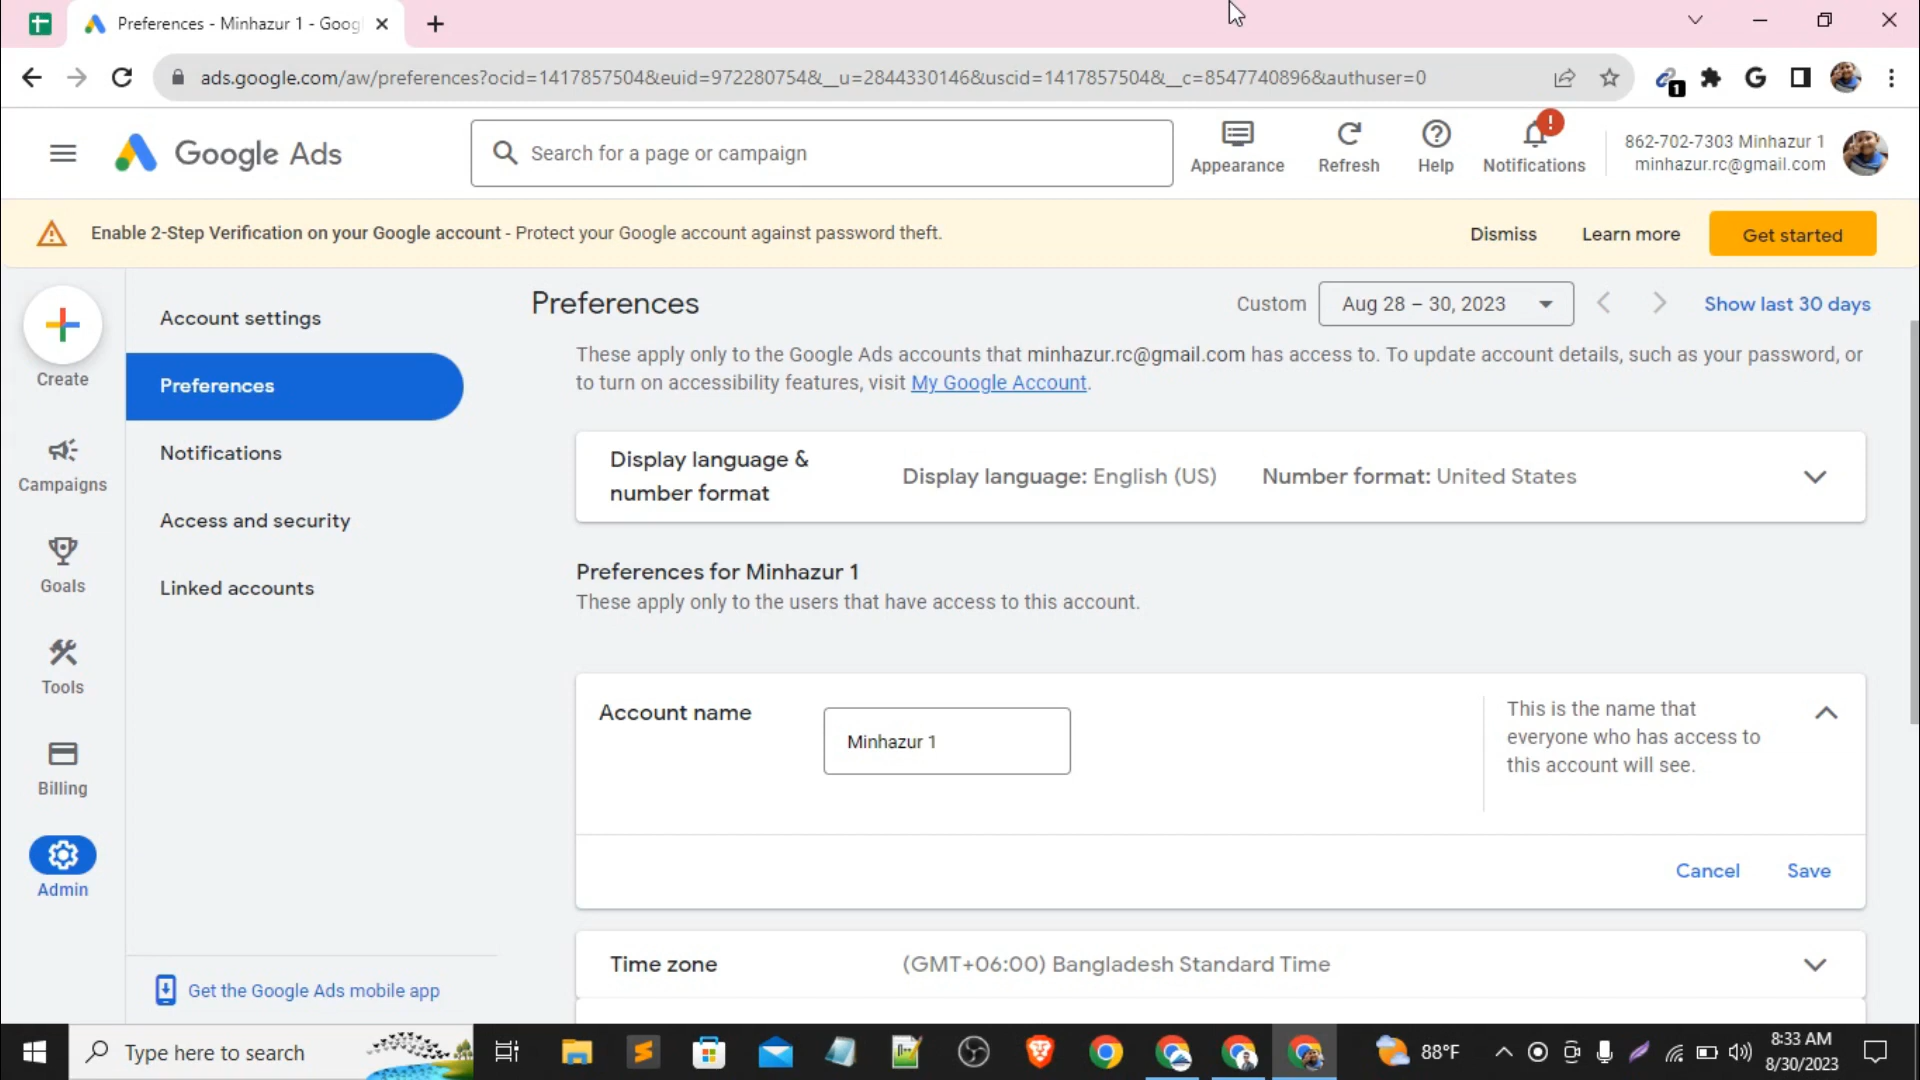 Preferences - Minhazur 1 - Goog
ads.google.com/aw/preferences?ocid=1417857504&euid=972280754&__u=2844330146&uscid=1417857504&__c=8547740896&authuser=0
1
Google Ads
Search for a page or campaign
Appearance
Refresh
Help
Notifications
862-702-7303 Minhazur 1
minhazur.rc@gmail.com
Enable 2-Step Verification on your Google account - Protect your Google account against password theft.
Dismiss
Learn more
Get started
Create
Campaigns
Goals
Tools
Billing
Admin
Account settings
Preferences
Notifications
Access and security
Linked accounts
Get the Google Ads mobile app
Preferences
Custom
Aug 28 – 30, 2023
Show last 30 days
These apply only to the Google Ads accounts that minhazur.rc@gmail.com has access to. To update account details, such as your password, or
to turn on accessibility features, visit My Google Account.
Display language &
number format
Display language: English (US)
Number format: United States
Preferences for Minhazur 1
These apply only to the users that have access to this account.
Account name
Minhazur 1
This is the name that
everyone who has access to
this account will see.
Cancel
Save
Time zone
(GMT+06:00) Bangladesh Standard Time
Type here to search
88°F
8:33 AM
8/30/2023